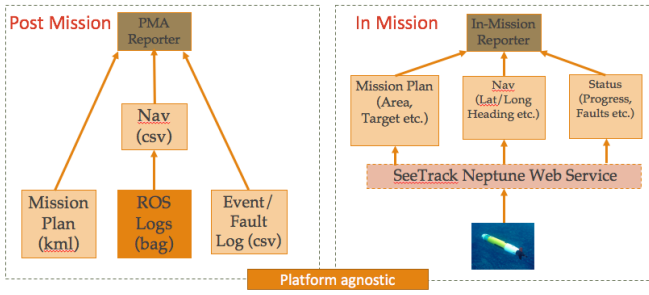 Post Mission
PMA
Reporter
Nav
(csv)
Mission
Plan
(kml)
ROS
Logs
(bag)
Event/
Fault
Log (csv)
In Mission
In-Mission
Reporter
Mission Plan
(Area,
Target etc.)
Nav
(Lat/Long
Heading etc.)
Status
(Progress,
Faults etc.)
SeeTrack Neptune Web Service
Platform agnostic